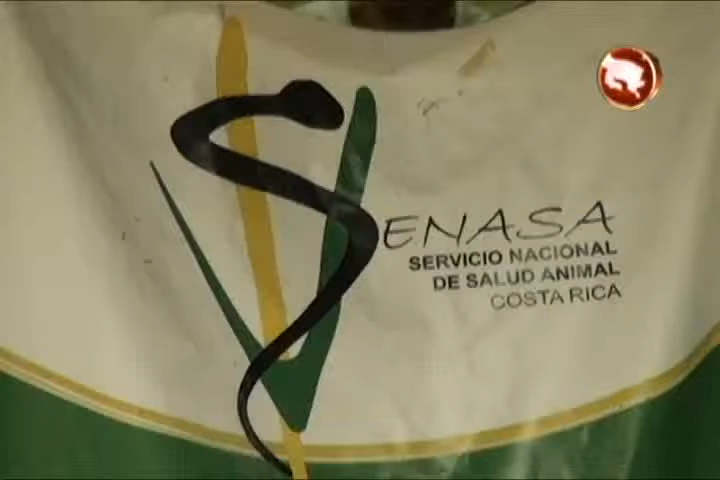 SENASA
SERVICIO NACIONAL
DE SALUD ANIMAL
COSTA RICA